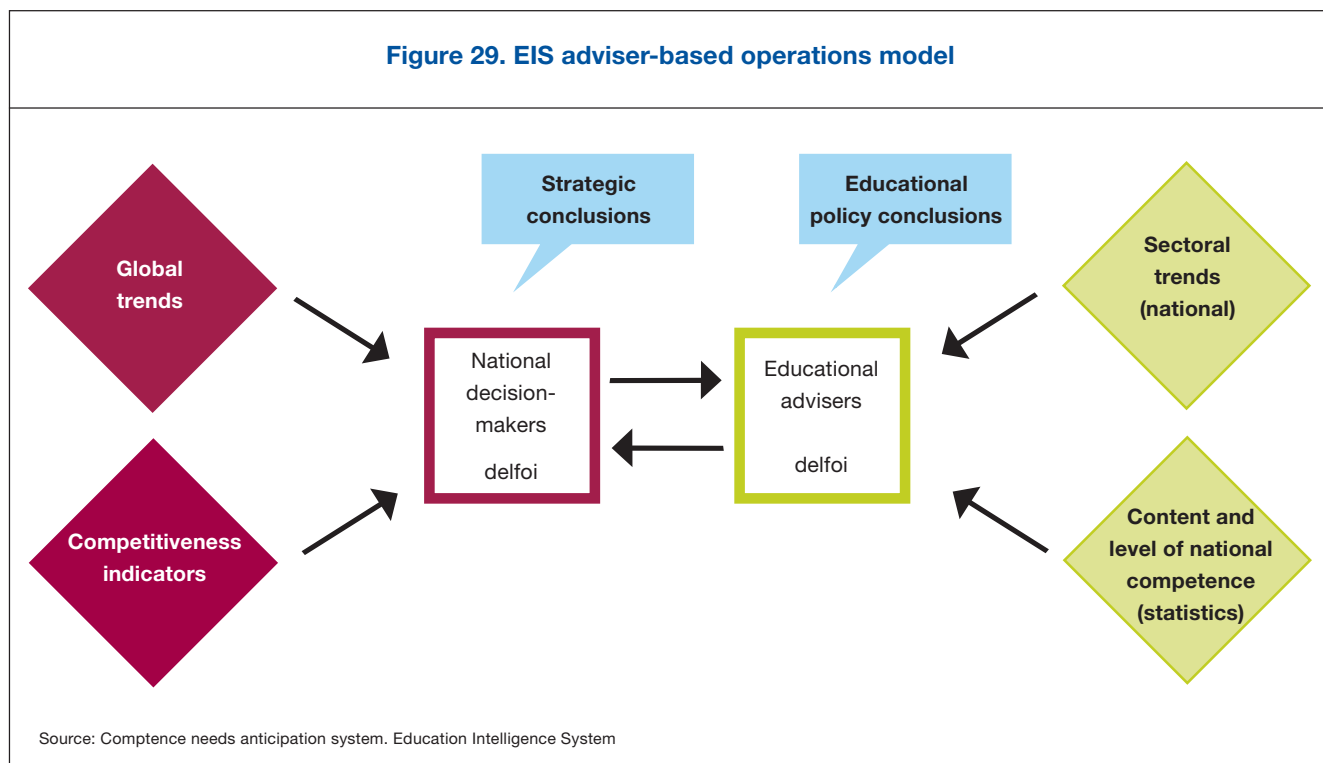 Figure 29. EIS adviser-based operations model
Strategic
conclusions
Educational
policy conclusions
Global
trends
Sectoral
trends
(national)
National
decision-
makers
delfoi
Educational
advisers
delfoi
Competitiveness
indicators
Content and
level of national
competence
(statistics)
Source: Comptence needs anticipation system. Education Intelligence System